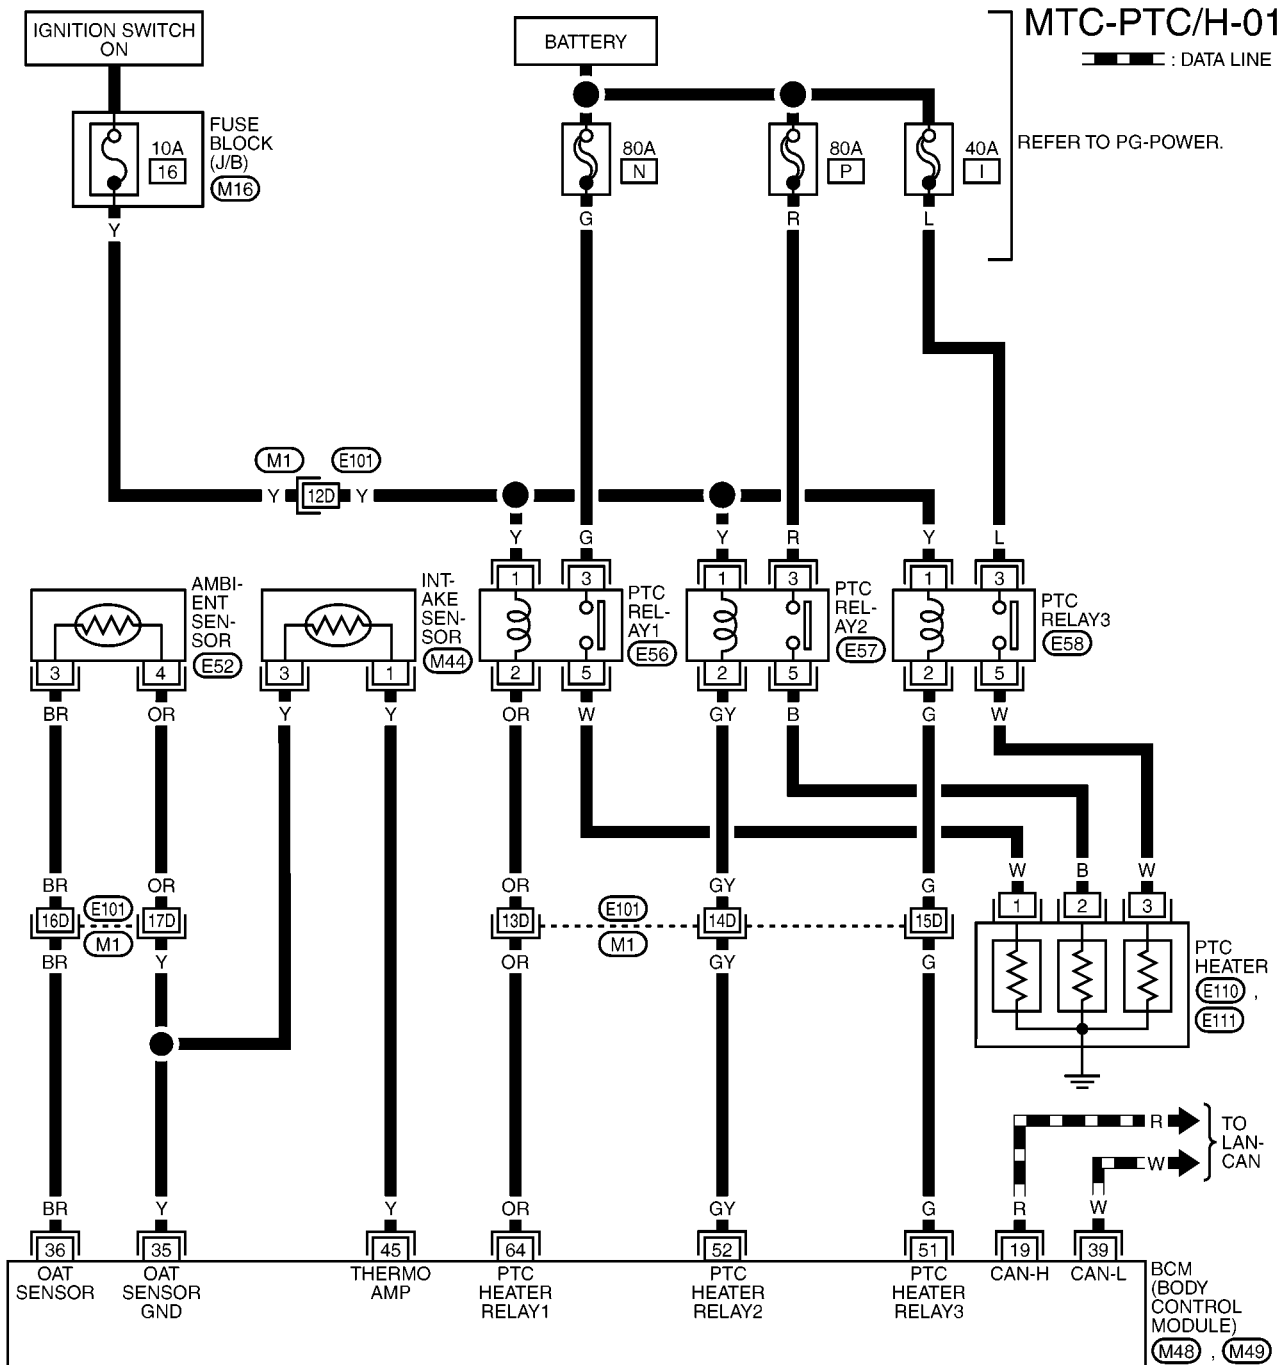 MTC-PTC/H-01
: DATA LINE
IGNITION SWITCH
ON
BATTERY
FUSE
BLOCK
(J/B)
M16
10A
16
80A
N
80A
P
40A
I
REFER TO PG-POWER.
Y
G
R
L
M1
E101
Y
12D
Y
Y
G
Y
R
Y
L
1
3
1
3
1
3
AMBI-
ENT
SEN-
SOR
E52
INT-
AKE
SEN-
SOR
M44
PTC
REL-
AY1
E56
PTC
REL-
AY2
E57
PTC
RELAY3
E58
3
4
3
1
2
5
2
5
2
5
BR
OR
Y
Y
OR
W
GY
B
G
W
W
B
W
BR
OR
OR
GY
G
16D
E101
M1
17D
13D
E101
M1
14D
15D
1
2
3
BR
Y
OR
GY
G
PTC
HEATER
E110 ,
E111
R
W
TO
LAN-
CAN
BR
Y
Y
OR
GY
G
R
W
36
35
45
64
52
51
19
39
OAT
SENSOR
OAT
SENSOR
GND
THERMO
AMP
PTC
HEATER
RELAY1
PTC
HEATER
RELAY2
PTC
HEATER
RELAY3
CAN-H
CAN-L
BCM
(BODY
CONTROL
MODULE)
M48 , M49